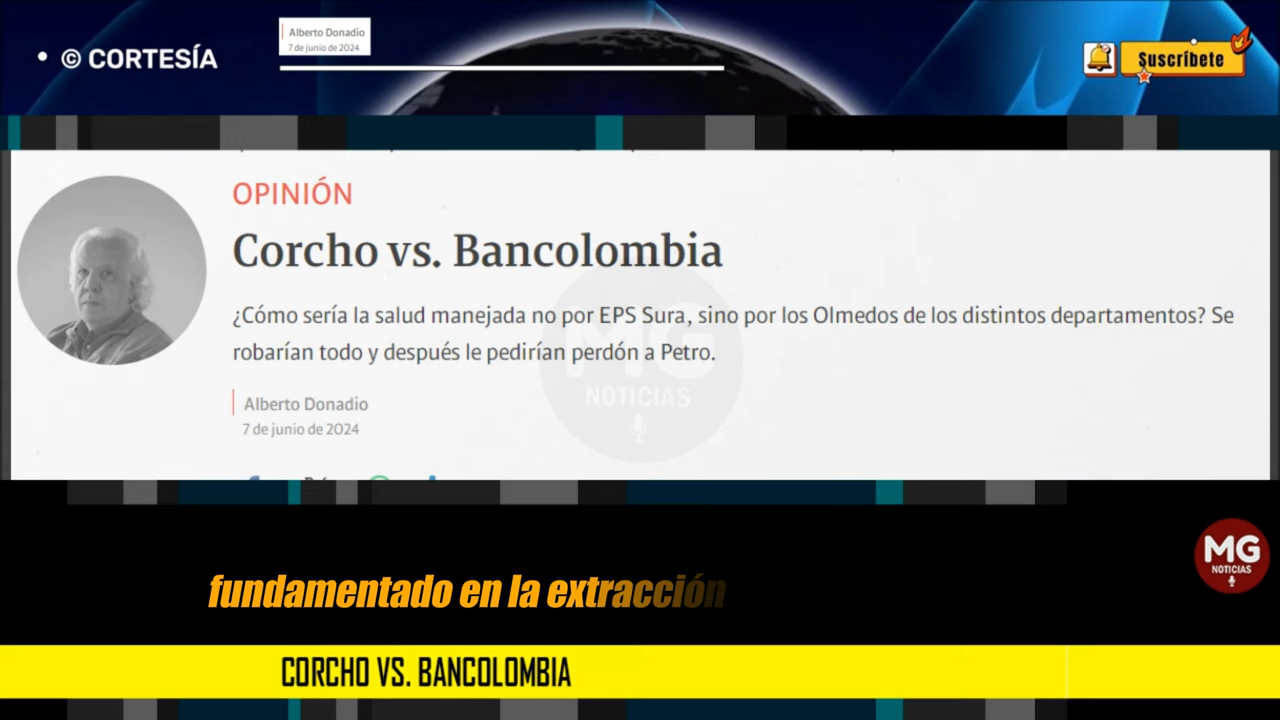 • © CORTESÍA
Alberto Donadio
7 de junio de 2024
Suscríbete
OPINIÓN
Corcho vs. Bancolombia
¿Cómo sería la salud manejada no por EPS Sura, sino por los Olmedos de los distintos departamentos? Se
robarían todo y después le pedirían perdón a Petro.
MG
NOTICIAS
Alberto Donadio
7 de junio de 2024
MG
NOTICIAS
fundamentado en la extracción
CORCHO VS. BANCOLOMBIA